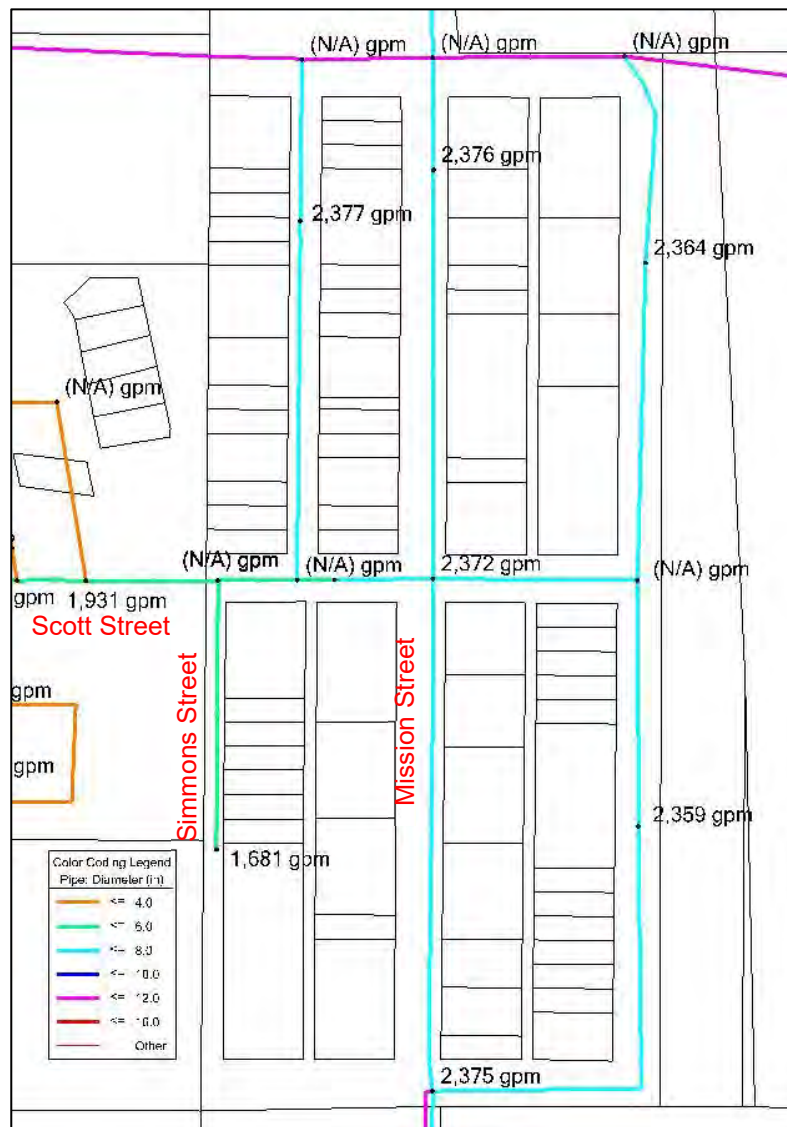 (N/A) gpm
(N/A) gpm
(N/A) gpm
2,376 gpm
2,377 gpm
2,364 gpm
(N/A) gpm
(N/A) gpm
(N/A) gpm
2,372 gpm
(N/A) gpm
gpm
1,931 gpm
Scott Street
Simmons Street
Mission Street
gpm
gpm
2,359 gpm
1,681 gpm
Color Coding Legend
Pipe: Diameter (in)
<= 4.0
<= 6.0
<= 8.0
<= 10.0
<= 12.0
<= 16.0
Other
2,375 gpm